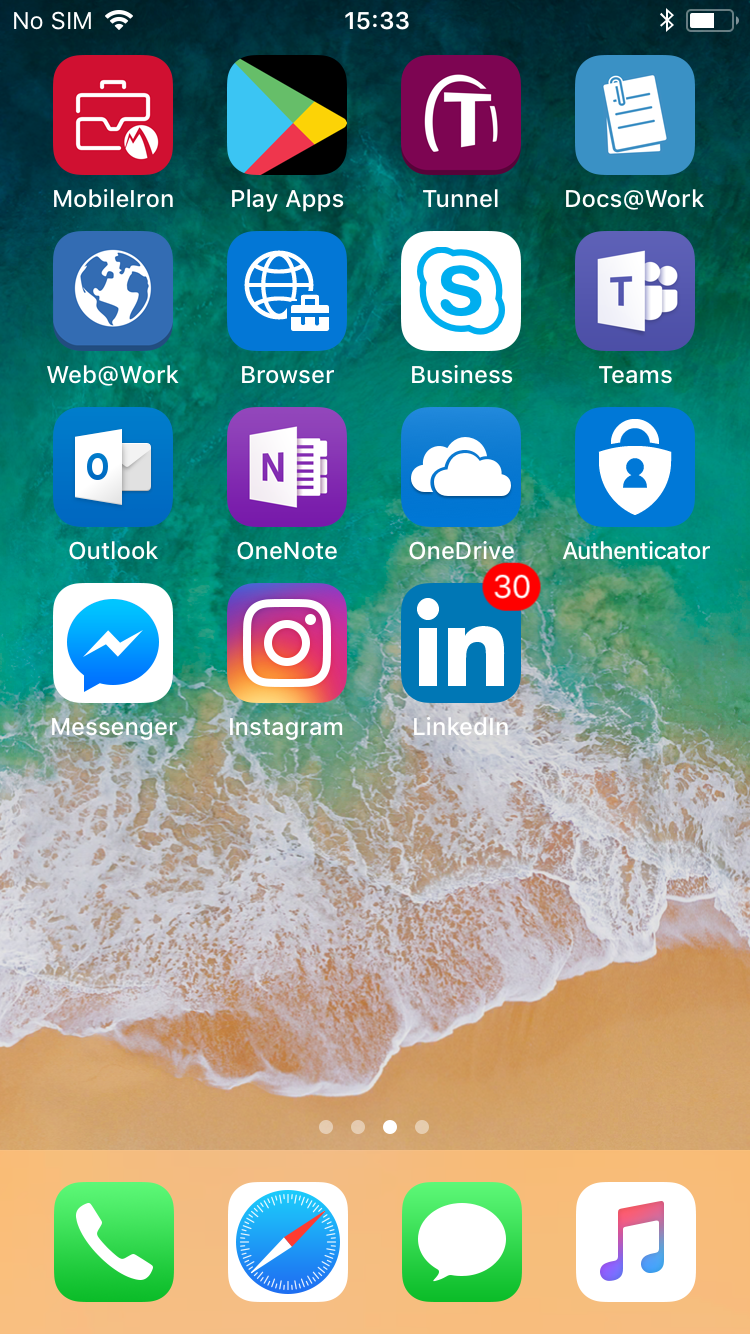 No SIM 15:33
MobileIron Play Apps Tunnel Docs@Work
Web@Work Browser Business Teams
Outlook OneNote OneDrive Authenticator
30
Messenger Instagram LinkedIn